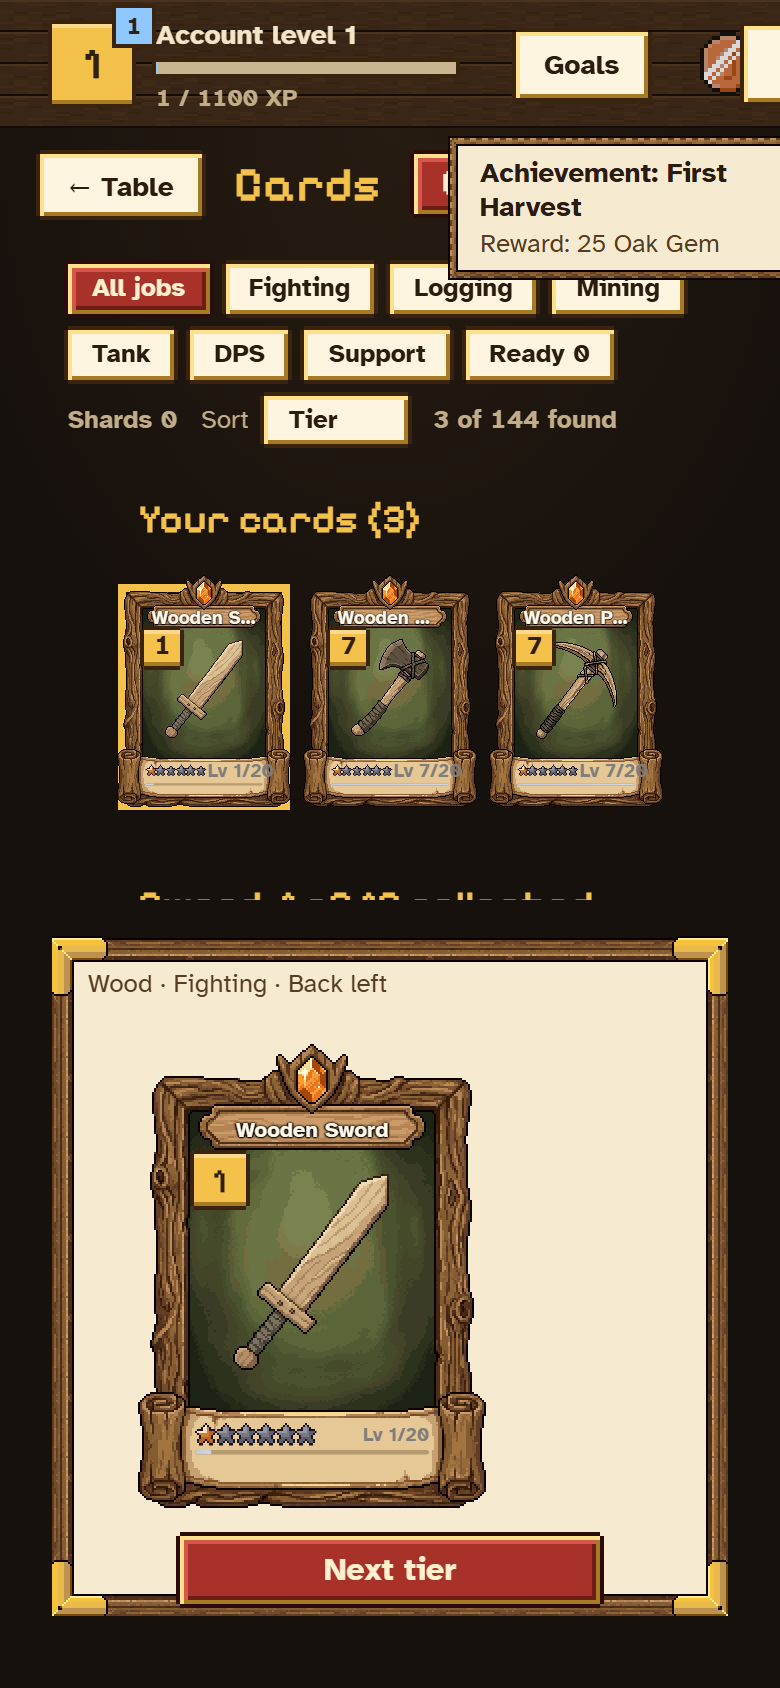 1
1
Account level 1
1 / 1100 XP
Goals
← Table
Cards
Achievement: First
Harvest
Reward: 25 Oak Gem
All jobs
Fighting
Logging
Mining
Tank
DPS
Support
Ready 0
Shards 0
Sort
Tier
3 of 144 found
Your cards (3)
Wooden S...
1
Lv 1/20
Wooden ...
7
Lv 7/20
Wooden P...
7
Lv 7/20
Wood · Fighting · Back left
Wooden Sword
1
Lv 1/20
Next tier